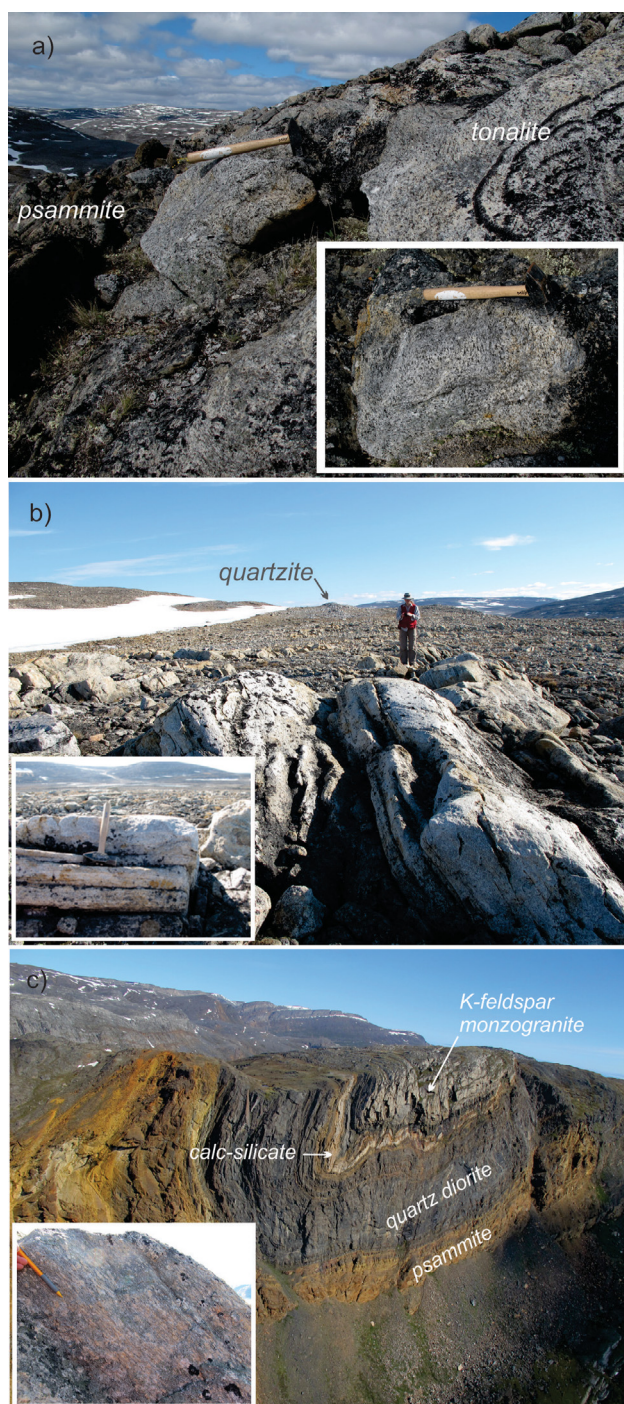 a)
tonalite
psammite
b)
quartzite
c)
K-feldspar
monzogranite
calc-silicate
quartz diorite
psammite